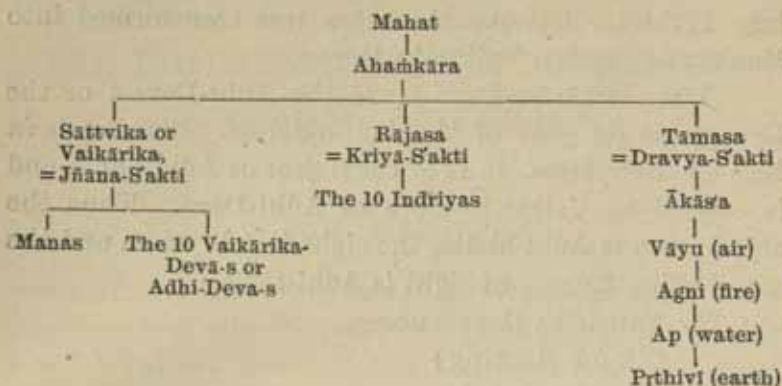 Mahat
Ahaṁkāra
Sāttvika or
Vaikārika,
=Jñāna-S'akti
Rājasa
=Kriyā-S'akti
Tāmasa
=Dravya-S'akti
The 10 Indriyas
Ākās'a
Manas
The 10 Vaikārika-
Devā-s or
Adhi-Deva-s
Vāyu (air)
Agni (fire)
Ap (water)
Pṛthivī (earth)